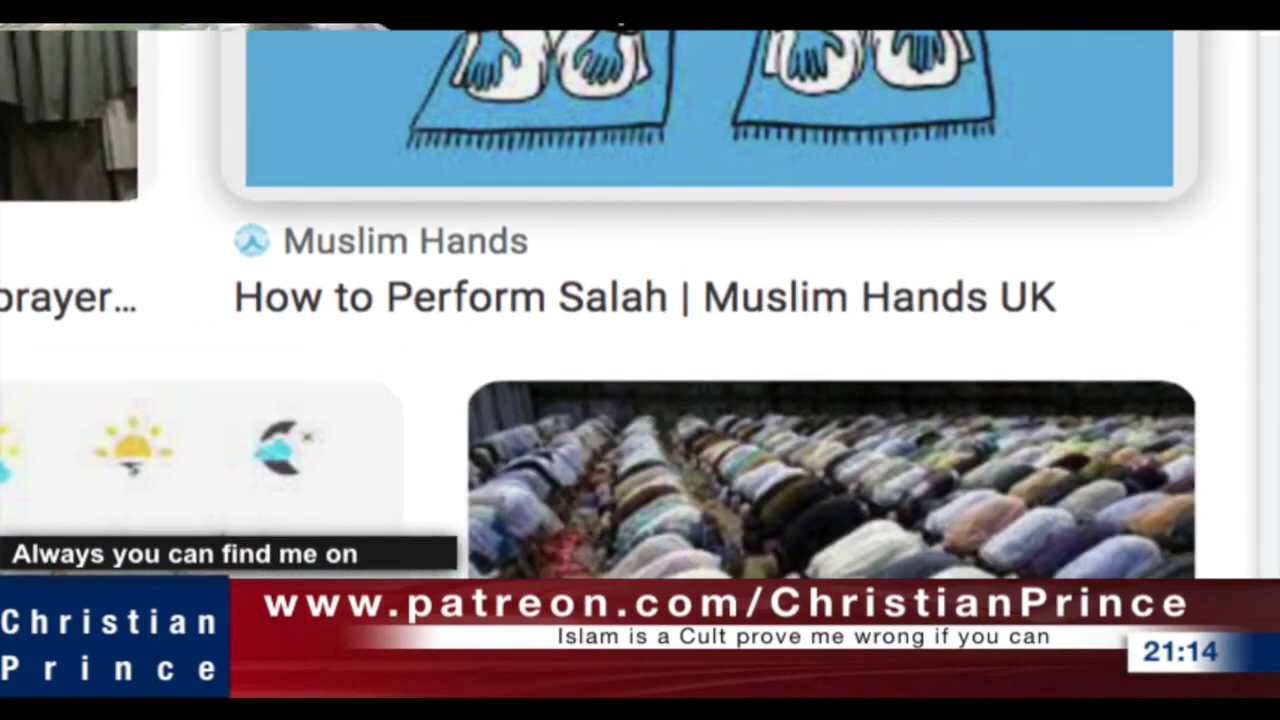 Muslim Hands
prayer...
How to Perform Salah | Muslim Hands UK
Always you can find me on
Christian
Prince
www.patreon.com/ChristianPrince
Islam is a Cult prove me wrong if you can
21:14